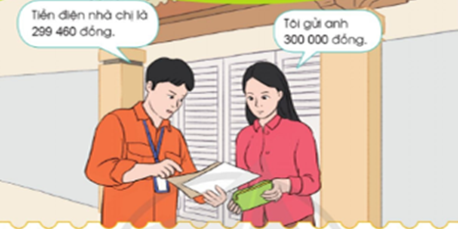 Tiền điện nhà chị là
299 460 đồng.
Tôi gửi anh
300 000 đồng.